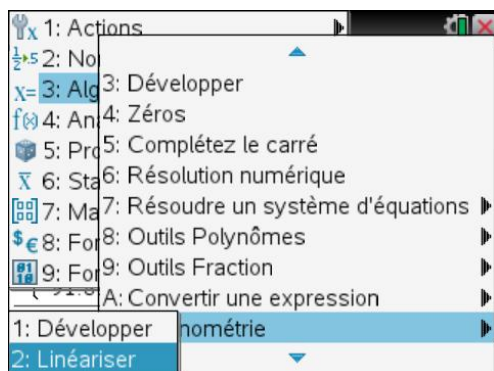 1: Actions
2: No
3: Alg
4: An
5: Pro
6: Sta
7: Ma
8: For
9: For
3: Développer
4: Zéros
5: Complétez le carré
6: Résolution numérique
7: Résoudre un système d'équations
8: Outils Polynômes
9: Outils Fraction
A: Convertir une expression
nométrie
1: Développer
2: Linéariser